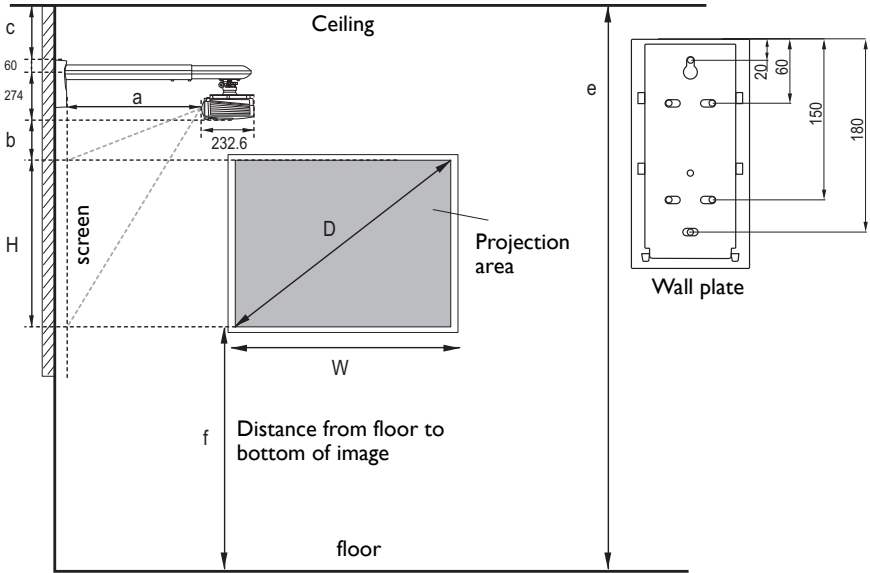 Ceiling
c
60
274
a
b
232.6
H
screen
D
Projection
area
W
f
Distance from floor to
bottom of image
floor
e
20
60
150
180
Wall plate